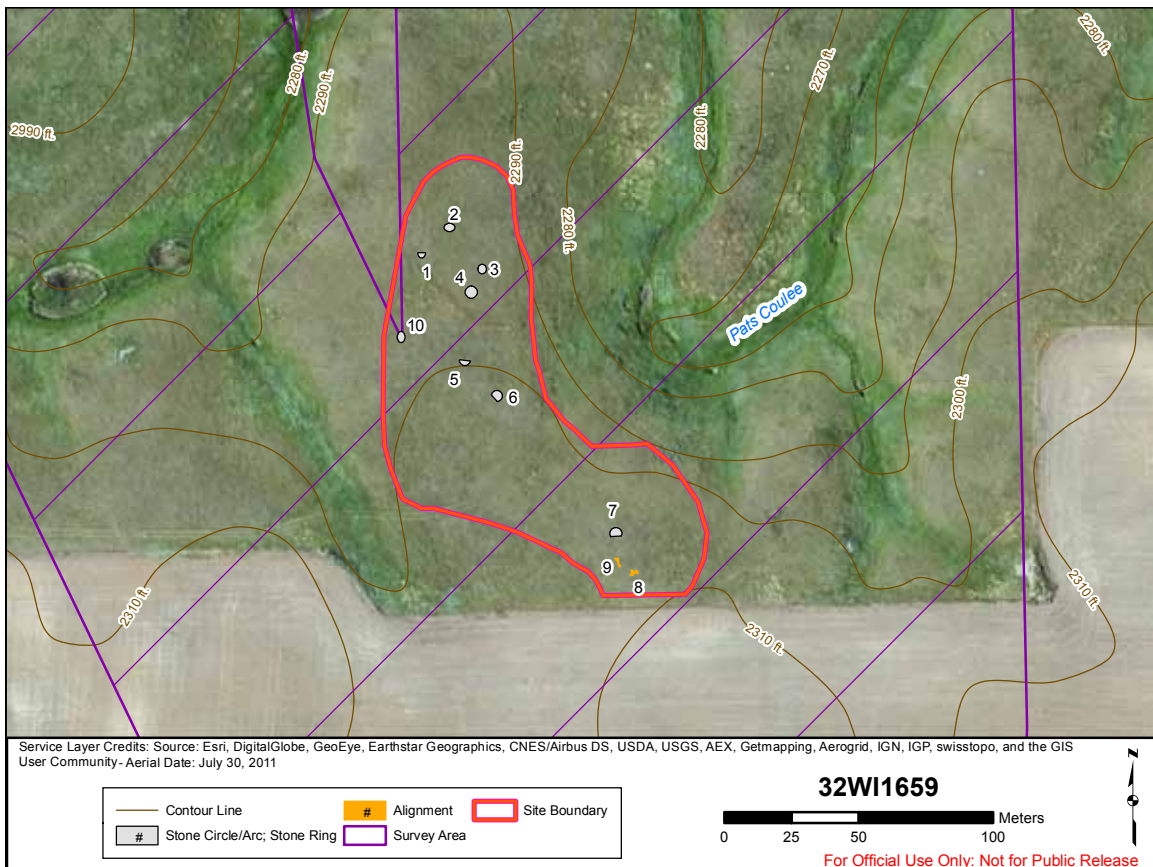 2280 ft.
2290 ft.
2990 ft.
2290 ft.
2280 ft.
2280 ft.
2270 ft.
2280 ft.
2
1
3
4
10
5
6
Pats Coulee
2300 ft.
7
9
8
2310 ft.
2310 ft.
2310 ft.
Service Layer Credits: Source: Esri, DigitalGlobe, GeoEye, Earthstar Geographics, CNES/Airbus DS, USDA, USGS, AEX, Getmapping, Aerogrid, IGN, IGP, swisstopo, and the GIS
User Community - Aerial Date: July 30, 2011
Contour Line
# Alignment
Site Boundary
# Stone Circle/Arc; Stone Ring
Survey Area
32WI1659
Meters
0 25 50 100
N
For Official Use Only: Not for Public Release